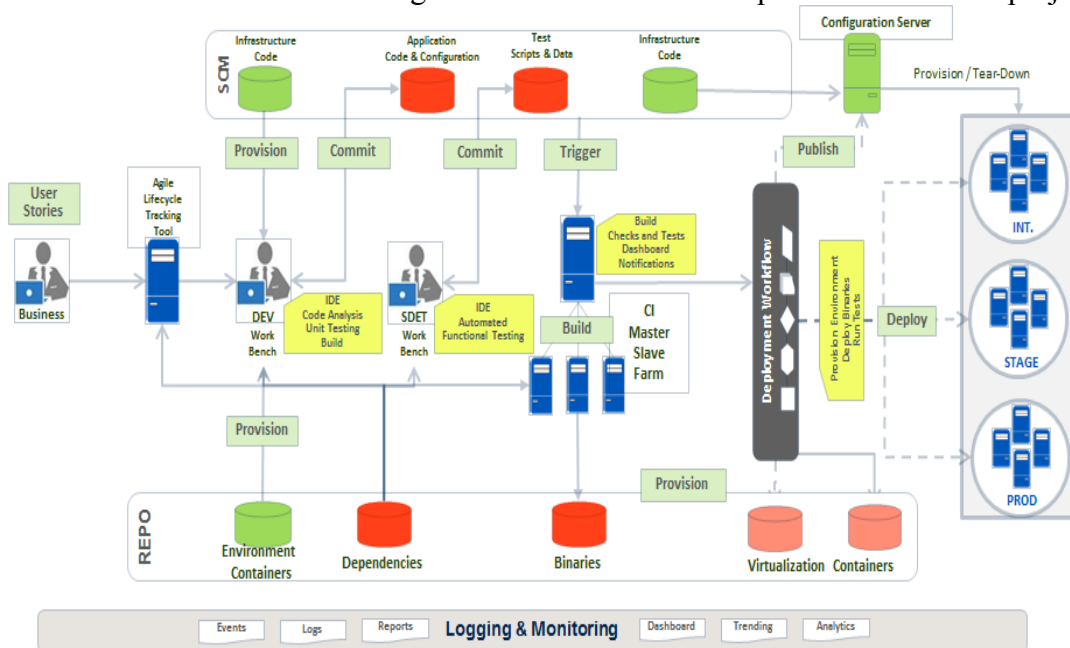 Configuration Server
Infrastructure
Code
Application
Code & Configuration
Test
Scripts & Data
Infrastructure
Code
SCM
Provision / Tear-Down
Provision
Commit
Commit
Trigger
Publish
User
Stories
Agile
Lifecycle
Tracking
Tool
Build
Checks and Tests
Dashboard
Notifications
INT.
Business
DEV
Work
Bench
IDE
Code Analysis
Unit Testing
Build
SDET
Work
Bench
IDE
Automated
Functional Testing
Build
CI
Master
Slave
Farm
Deployment Workflow
Provision Environment
Deploy Binaries
Run Tests
Deploy
STAGE
Provision
Provision
PROD
REPO
Environment
Containers
Dependencies
Binaries
Virtualization
Containers
Events
Logs
Reports
Logging & Monitoring
Dashboard
Trending
Analytics